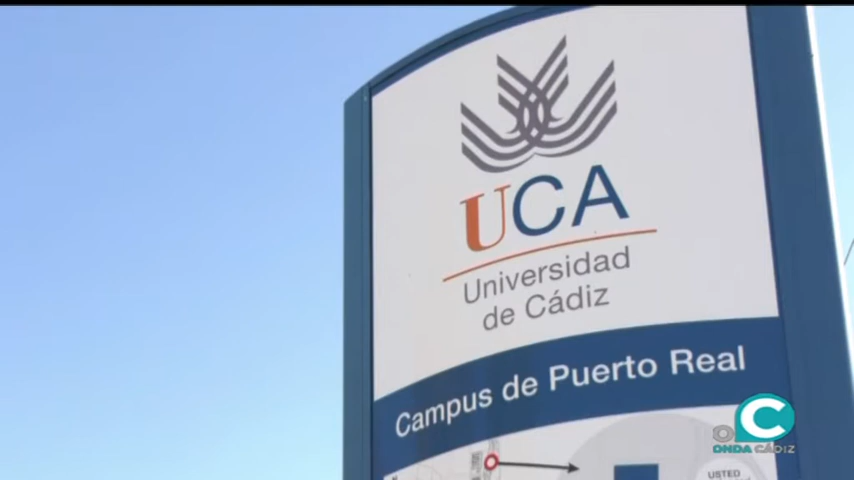 UCA
Universidad
de Cádiz
Campus de Puerto Real
USTED
C
ONDA CÁDIZ